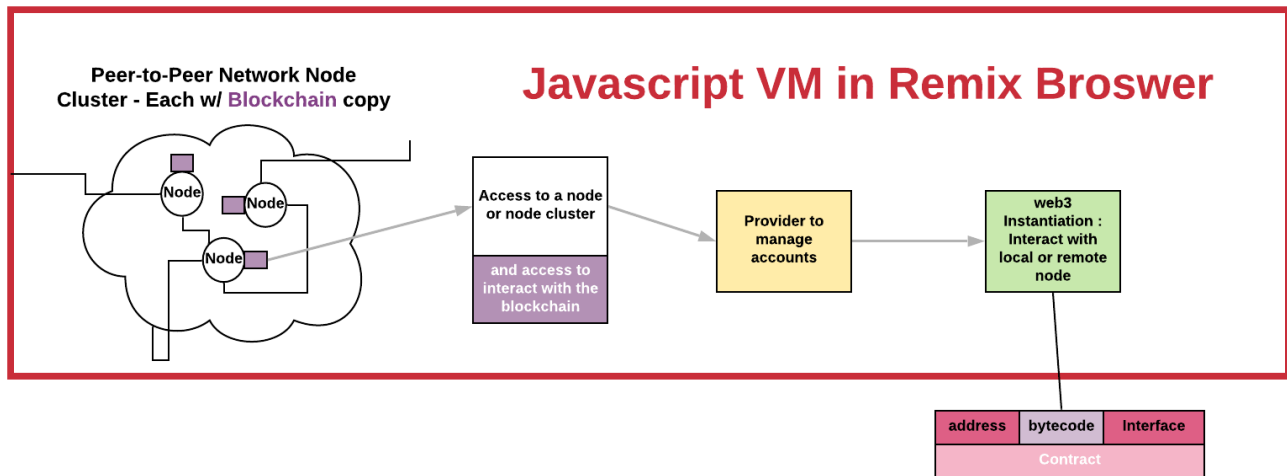 Peer-to-Peer Network Node
Cluster - Each w/ Blockchain copy
Javascript VM in Remix Broswer
Node
Node
Node
Access to a node
or node cluster
and access to
interact with the
blockchain
Provider to
manage
accounts
web3
Instantiation :
Interact with
local or remote
node
address
bytecode
Interface
Contract